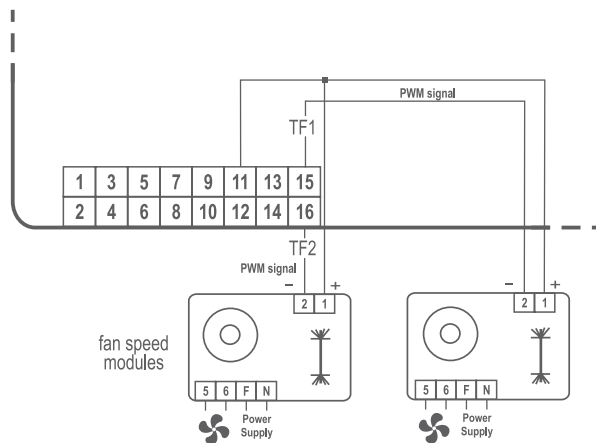 PWM signal
TF1
1 3 5 7 9 11 13 15
2 4 6 8 10 12 14 16
TF2
PWM signal
− +
2 1
− +
2 1
fan speed
modules
5 6 F N
Power
Supply
5 6 F N
Power
Supply